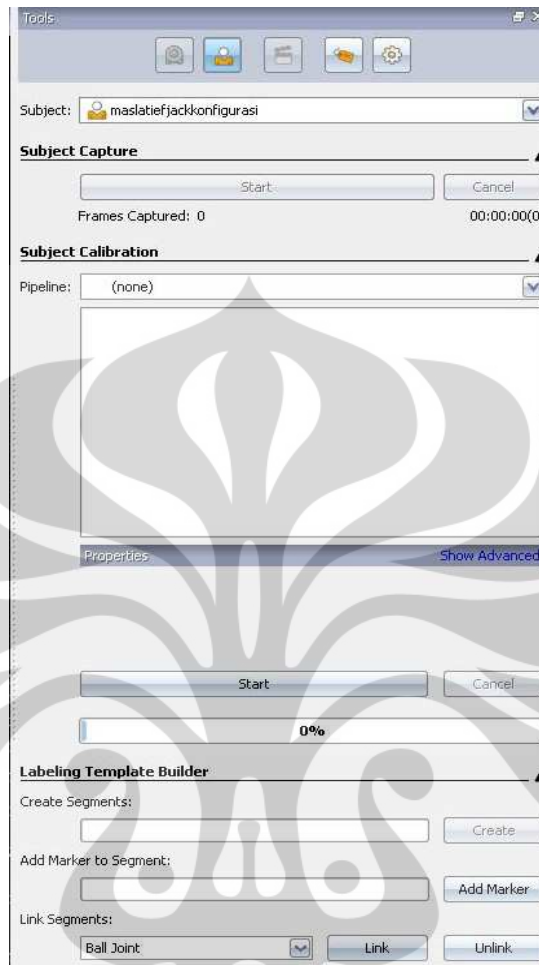 Tools
Subject: maslatiefjackkonfigurasi
Subject Capture
Start Cancel
Frames Captured: 0 00:00:00(0
Subject Calibration
Pipeline: (none)
Properties Show Advanced
Start Cancel
0%
Labeling Template Builder
Create Segments:
Create
Add Marker to Segment:
Add Marker
Link Segments:
Ball Joint Link Unlink